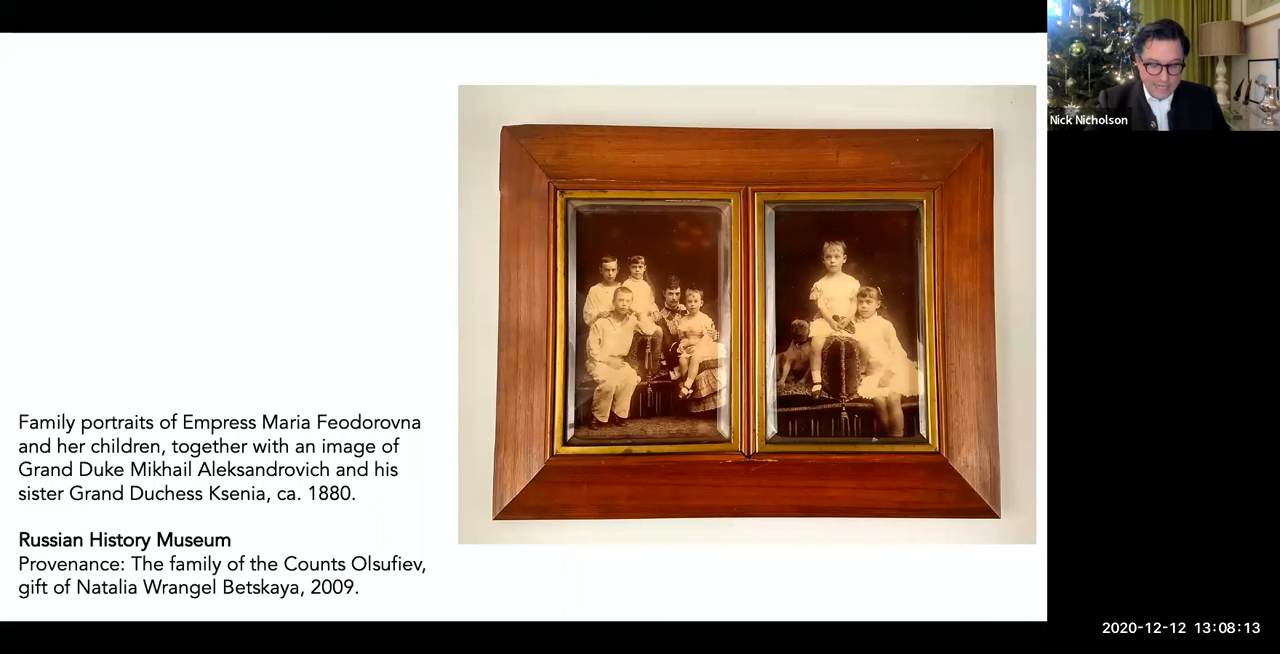 Nick Nicholson
Family portraits of Empress Maria Feodorovna
and her children, together with an image of
Grand Duke Mikhail Aleksandrovich and his
sister Grand Duchess Ksenia, ca. 1880.
Russian History Museum
Provenance: The family of the Counts Olsufiev,
gift of Natalia Wrangel Betskaya, 2009.
2020-12-12 13:08:13